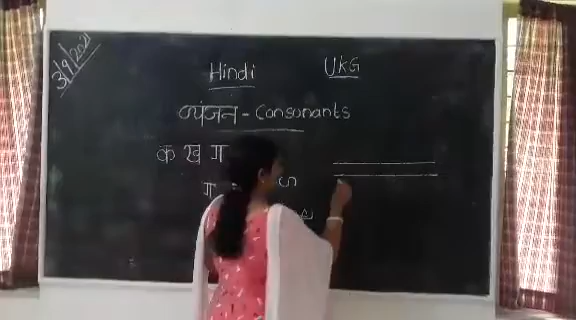 3/9/2021
Hindi UKG
व्यंजन - Consonants
क ख ग
ग